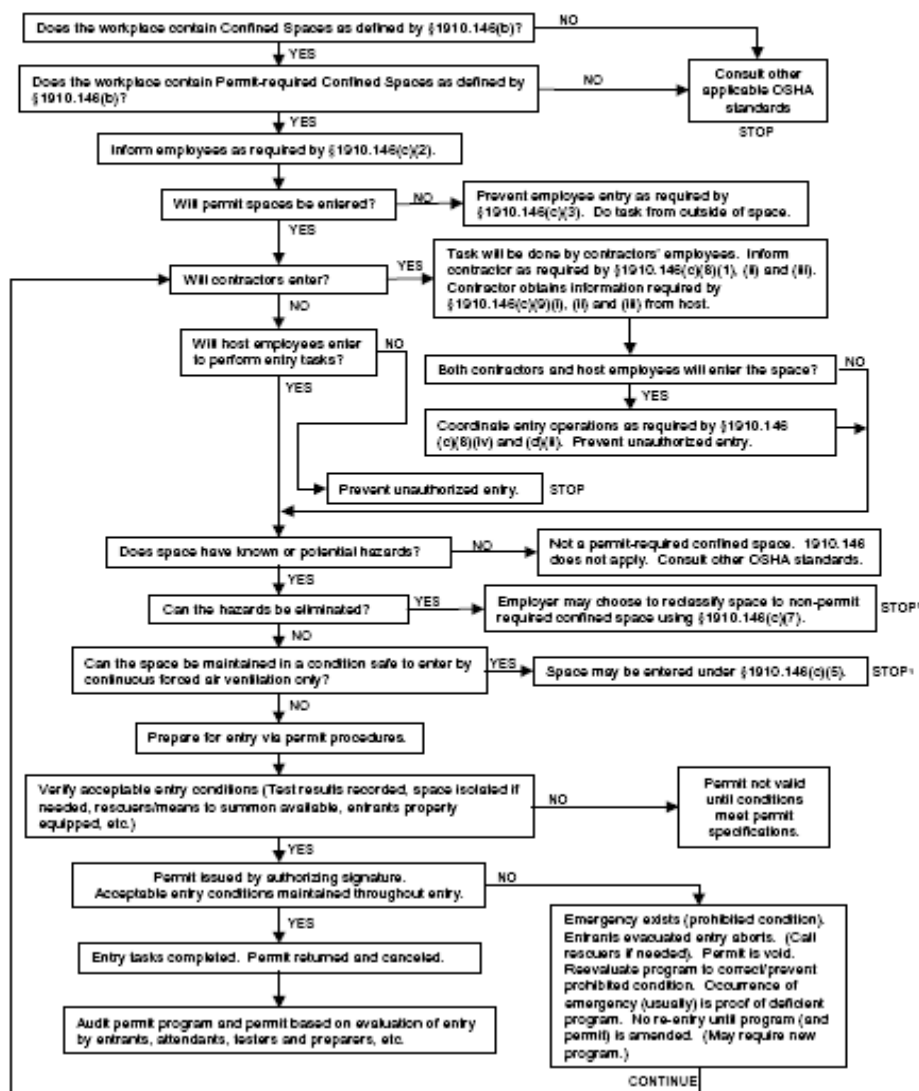 Does the workplace contain Confined Spaces as defined by §1910.146(b)?
NO
YES
Does the workplace contain Permit-required Confined Spaces as defined by
§1910.146(b)?
NO
Consult other
applicable OSHA
standards
STOP
YES
Inform employees as required by §1910.146(c)(2).
Will permit spaces be entered?
NO
Prevent employee entry as required by
§1910.146(c)(3). Do task from outside of space.
YES
Will contractors enter?
YES
Task will be done by contractors' employees. Inform
contractor as required by §1910.146(c)(8)(1), (ii) and (iii).
Contractor obtains information required by
§1910.146(c)(9)(i), (ii) and (iii) from host.
NO
Will host employees enter
to perform entry tasks?
NO
Both contractors and host employees will enter the space?
NO
YES
YES
Coordinate entry operations as required by §1910.146
(c)(8)(iv) and (d)(ii). Prevent unauthorized entry.
Prevent unauthorized entry.
STOP
Does space have known or potential hazards?
NO
Not a permit-required confined space. 1910.146
does not apply. Consult other OSHA standards.
YES
Can the hazards be eliminated?
YES
Employer may choose to reclassify space to non-permit
required confined space using §1910.146(c)(7).
STOP¹
NO
Can the space be maintained in a condition safe to enter by
continuous forced air ventilation only?
YES
Space may be entered under §1910.146(c)(5).
STOP¹
NO
Prepare for entry via permit procedures.
Verify acceptable entry conditions (Test results recorded, space isolated if
needed, rescuers/means to summon available, entrants properly
equipped, etc.)
NO
Permit not valid
until conditions
meet permit
specifications.
YES
Permit issued by authorizing signature.
Acceptable entry conditions maintained throughout entry.
NO
YES
Emergency exists (prohibited condition).
Entrants evacuated entry aborts. (Call
rescuers if needed). Permit is void.
Reevaluate program to correct/prevent
prohibited condition. Occurrence of
emergency (usually) is proof of deficient
program. No re-entry until program (and
permit) is amended. (May require new
program.)
Entry tasks completed. Permit returned and canceled.
Audit permit program and permit based on evaluation of entry
by entrants, attendants, testers and preparers, etc.
CONTINUE